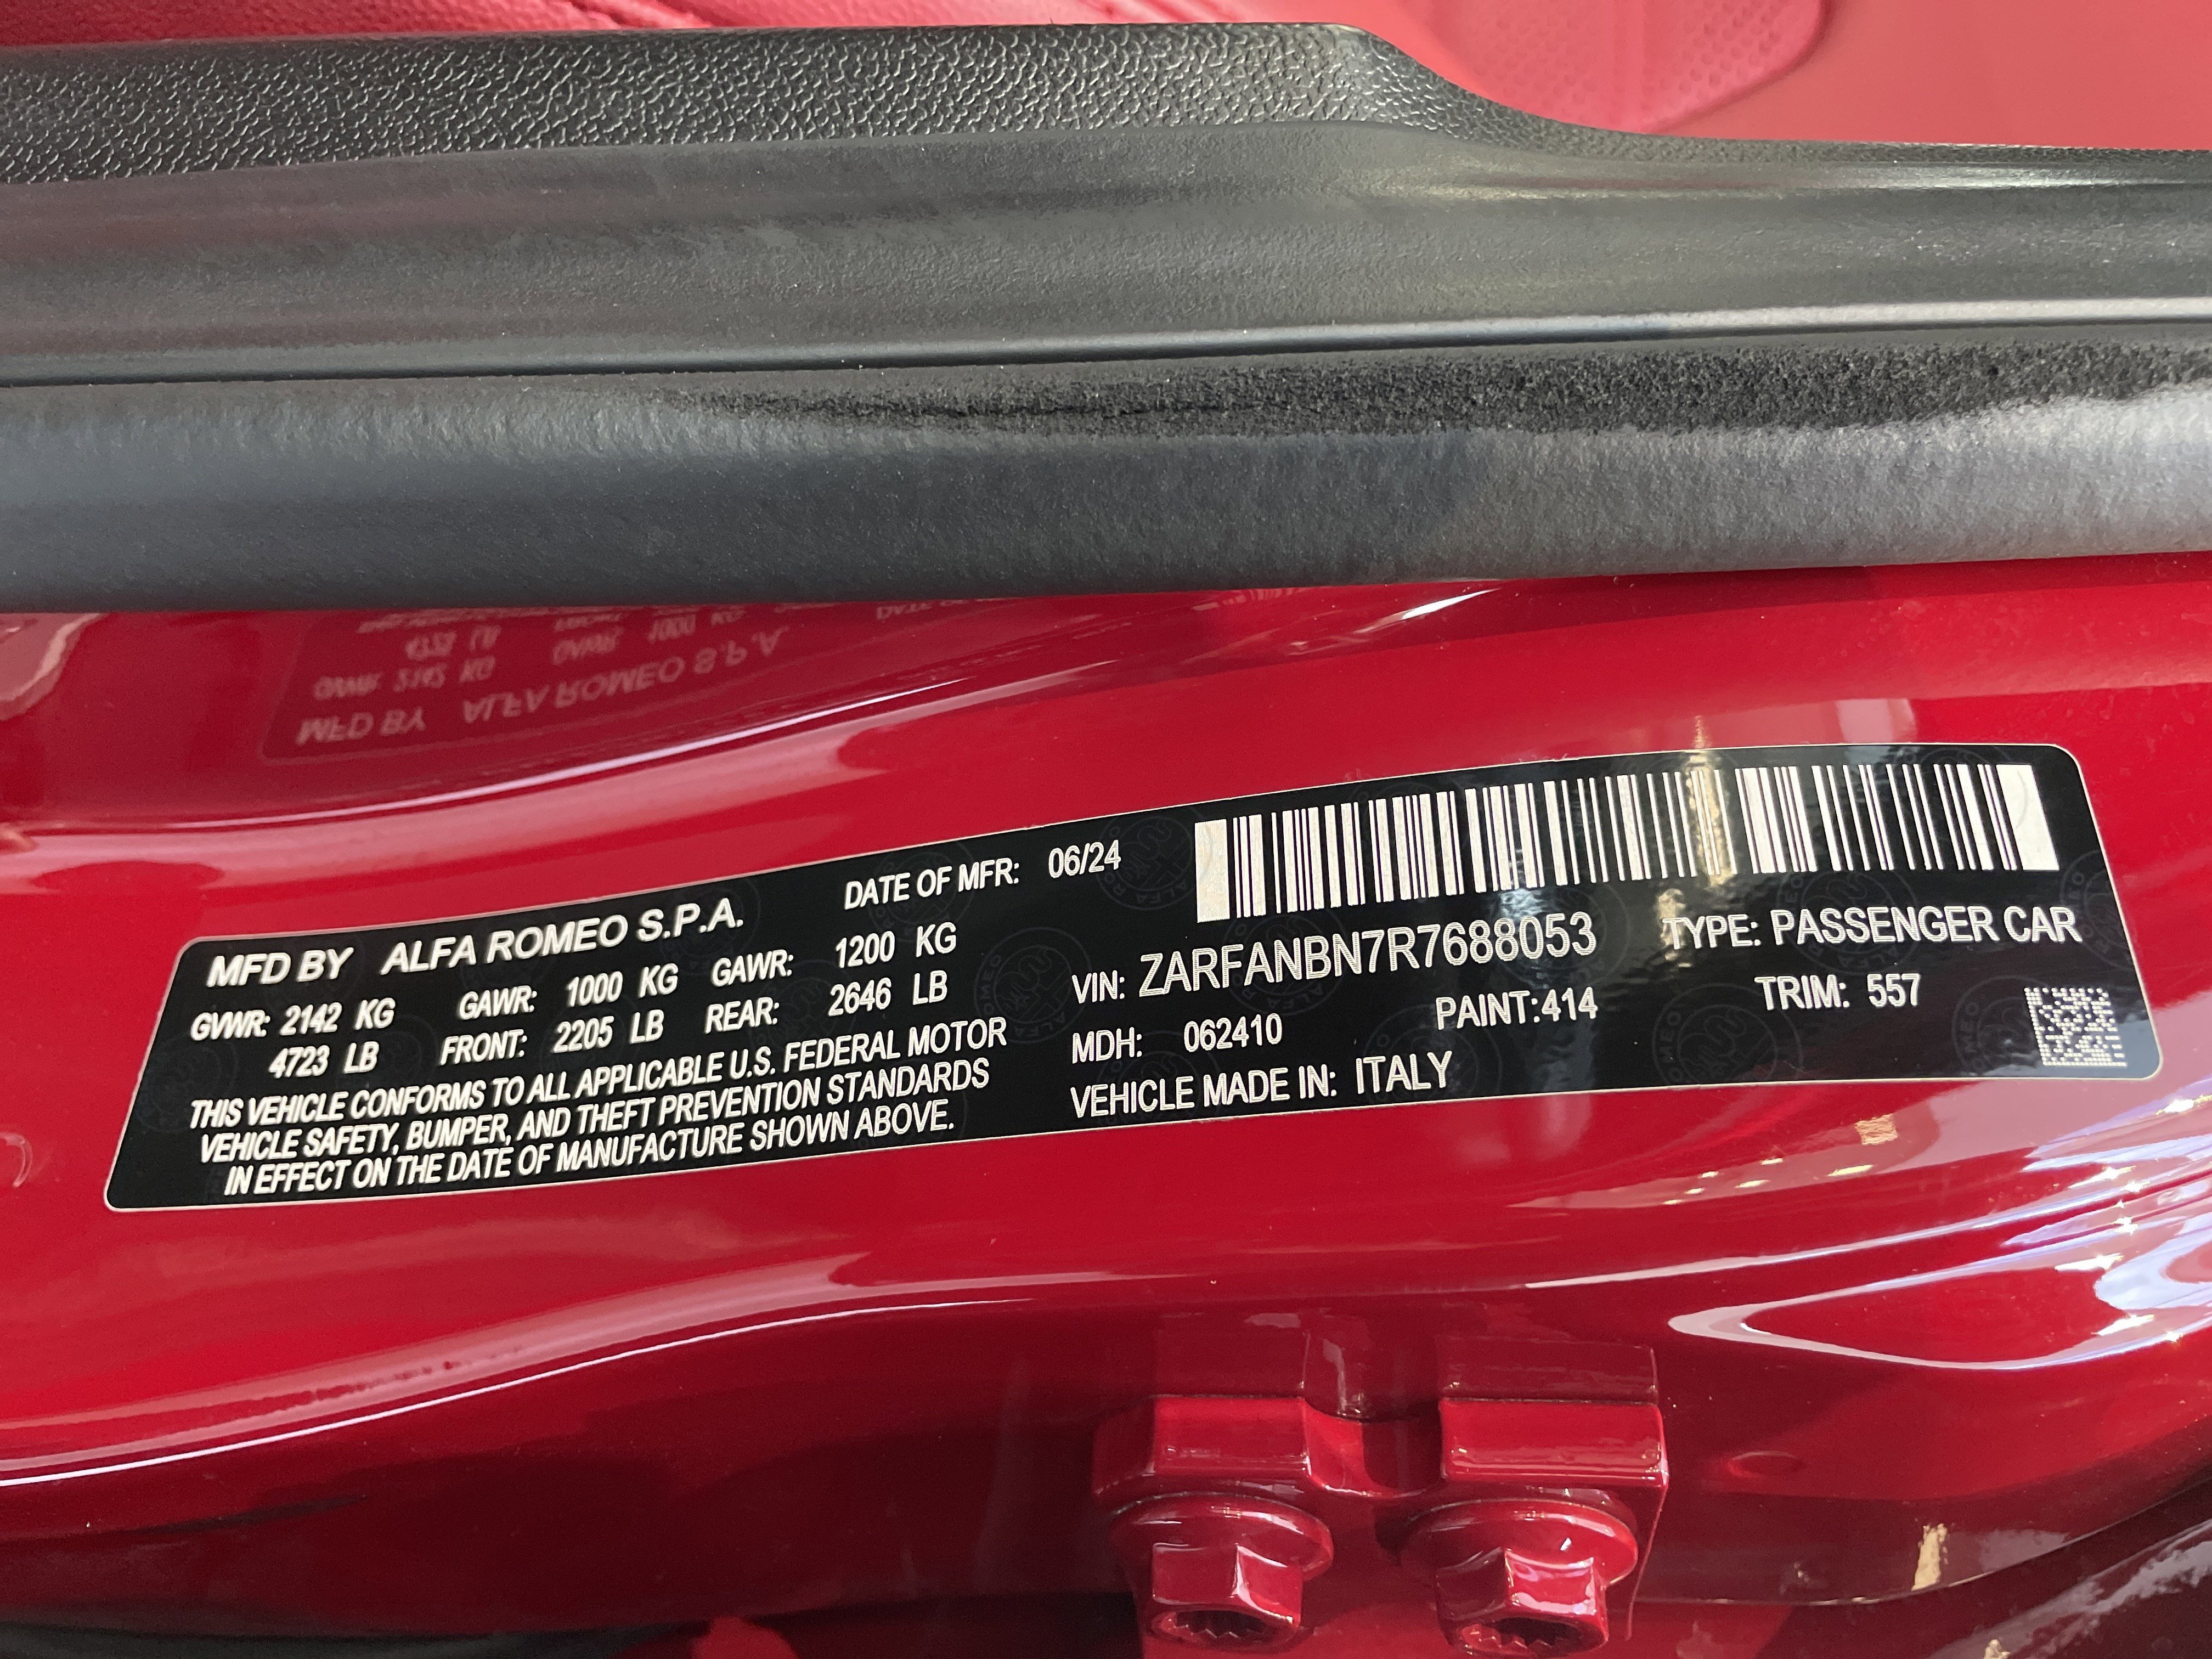 MFD BY ALFA ROMEO S.P.A. DATE OF MFR: 06/24
GVWR: 2142 KG GAWR: 1000 KG GAWR: 1200 KG
4723 LB FRONT: 2205 LB REAR: 2646 LB
THIS VEHICLE CONFORMS TO ALL APPLICABLE U.S. FEDERAL MOTOR
VEHICLE SAFETY, BUMPER, AND THEFT PREVENTION STANDARDS
IN EFFECT ON THE DATE OF MANUFACTURE SHOWN ABOVE.
VIN: ZARFANBN7R7688053 TYPE: PASSENGER CAR
MDH: 062410 PAINT:414 TRIM: 557
VEHICLE MADE IN: ITALY